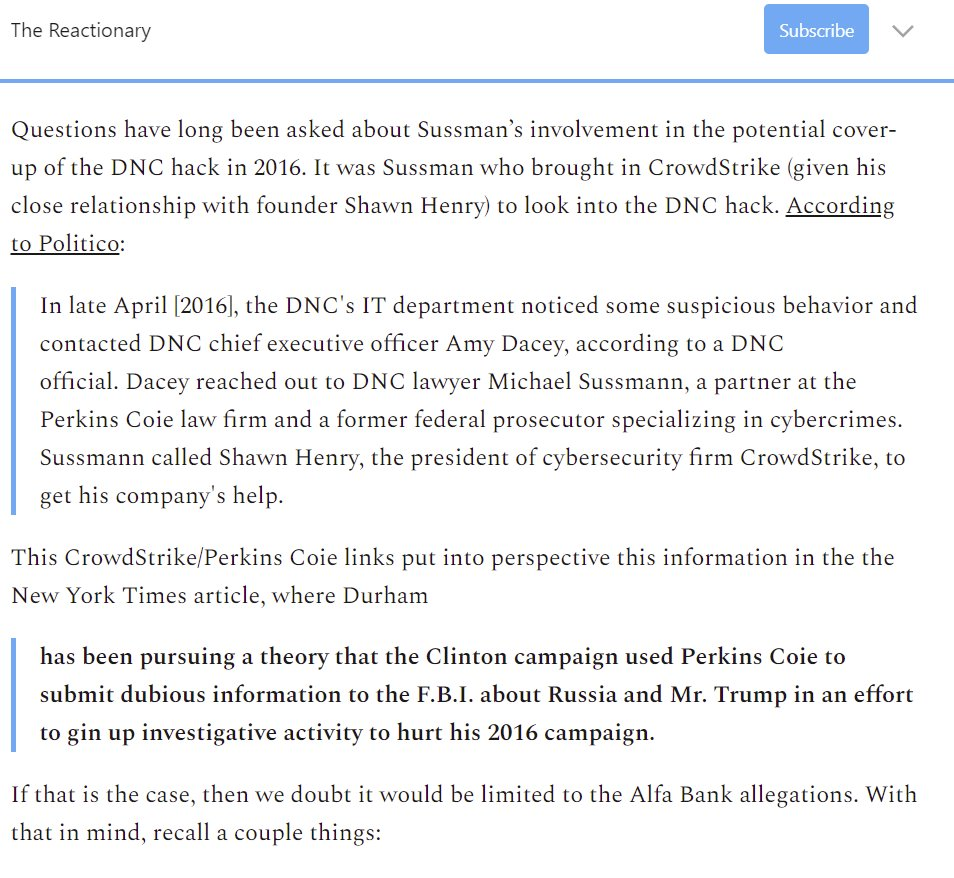 The Reactionary
Subscribe
Questions have long been asked about Sussman’s involvement in the potential cover-
up of the DNC hack in 2016. It was Sussman who brought in CrowdStrike (given his
close relationship with founder Shawn Henry) to look into the DNC hack. According
to Politico:
In late April [2016], the DNC's IT department noticed some suspicious behavior and
contacted DNC chief executive officer Amy Dacey, according to a DNC
official. Dacey reached out to DNC lawyer Michael Sussmann, a partner at the
Perkins Coie law firm and a former federal prosecutor specializing in cybercrimes.
Sussmann called Shawn Henry, the president of cybersecurity firm CrowdStrike, to
get his company's help.
This CrowdStrike/Perkins Coie links put into perspective this information in the the
New York Times article, where Durham
has been pursuing a theory that the Clinton campaign used Perkins Coie to
submit dubious information to the F.B.I. about Russia and Mr. Trump in an effort
to gin up investigative activity to hurt his 2016 campaign.
If that is the case, then we doubt it would be limited to the Alfa Bank allegations. With
that in mind, recall a couple things: